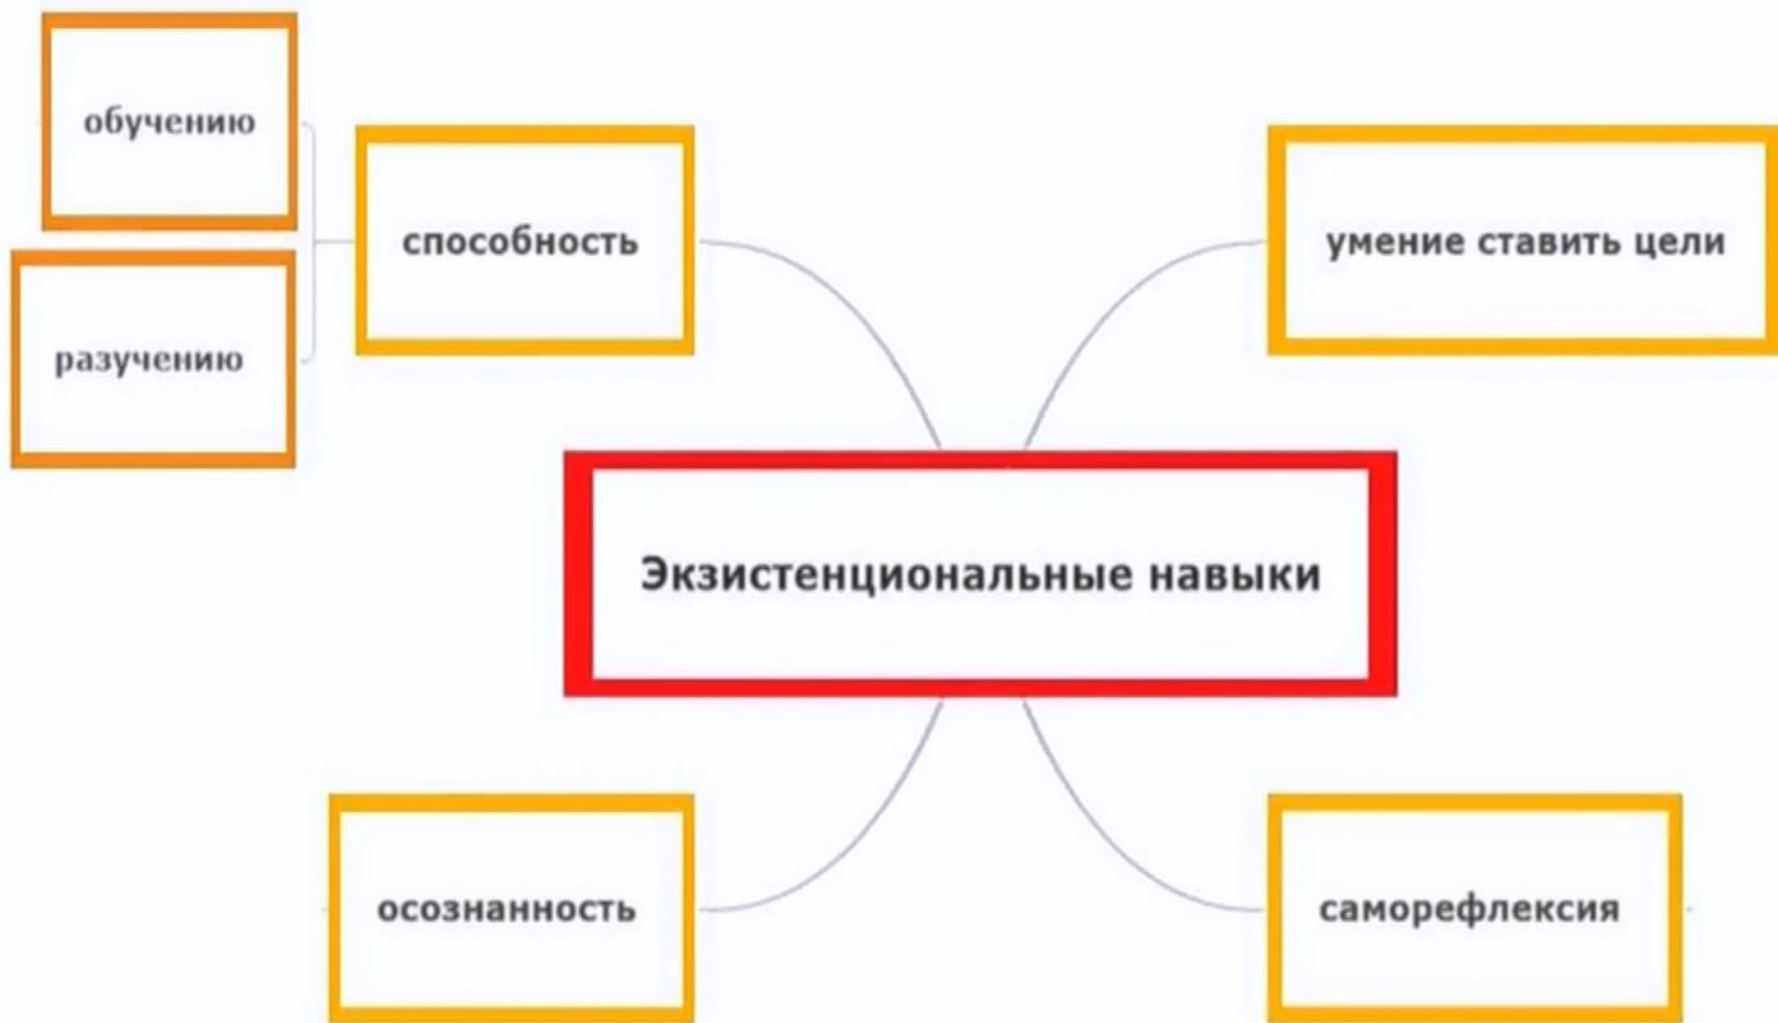 обучению
способность
умение ставить цели
разучению
Экзистенциональные навыки
осознанность
саморефлексия